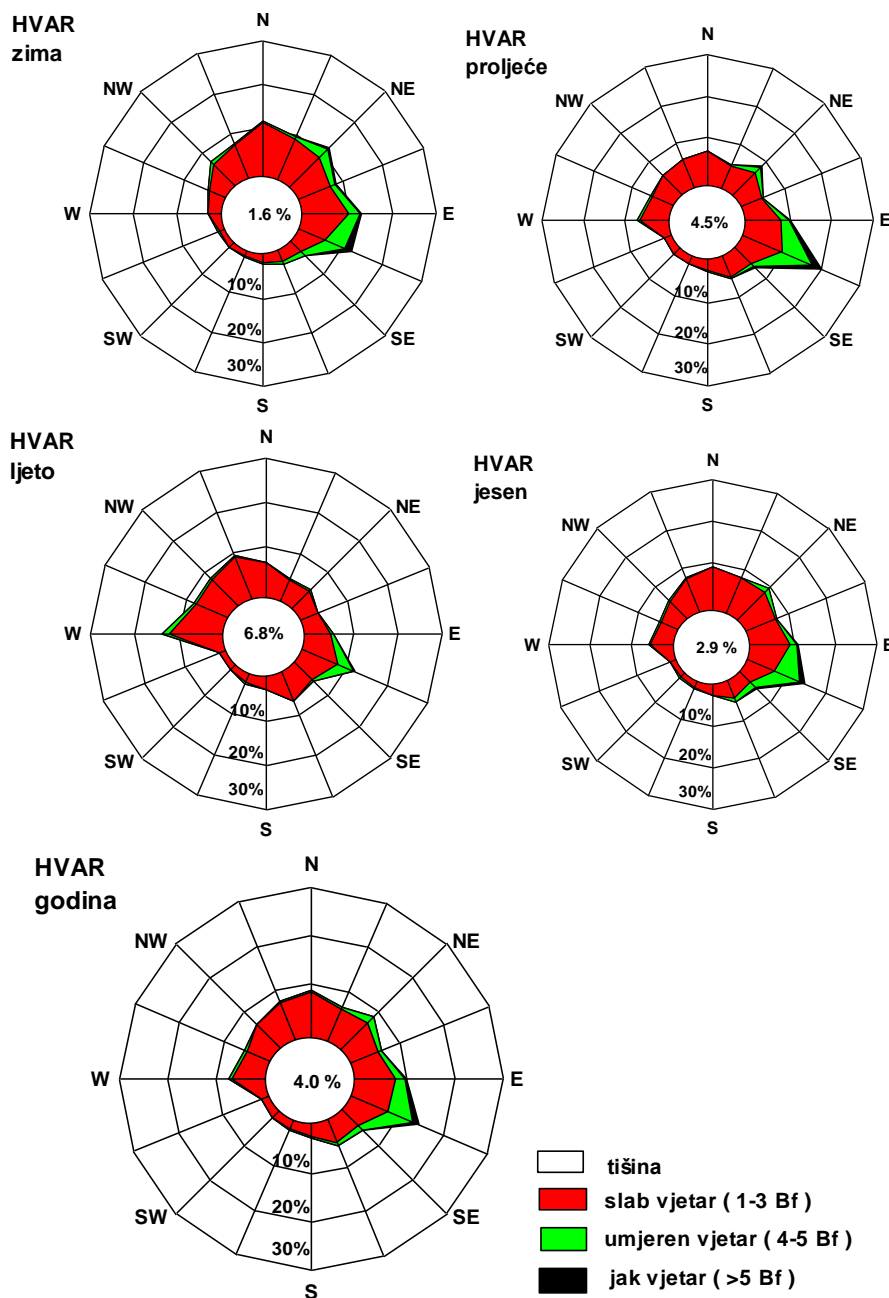 HVAR
zima
N
NW
NE
W
1.6 %
E
10%
SW
20%
SE
30%
S
HVAR
proljeće
N
NW
NE
W
4.5%
E
10%
SW
20%
SE
30%
S
HVAR
ljeto
N
NW
NE
W
6.8%
E
10%
SW
20%
SE
30%
S
HVAR
jesen
N
NW
NE
W
2.9 %
E
10%
SW
20%
SE
30%
S
HVAR
godina
N
NW
NE
W
4.0 %
E
10%
SW
20%
SE
30%
S
tišina
slab vjetar ( 1-3 Bf )
umjeren vjetar ( 4-5 Bf )
jak vjetar ( >5 Bf )